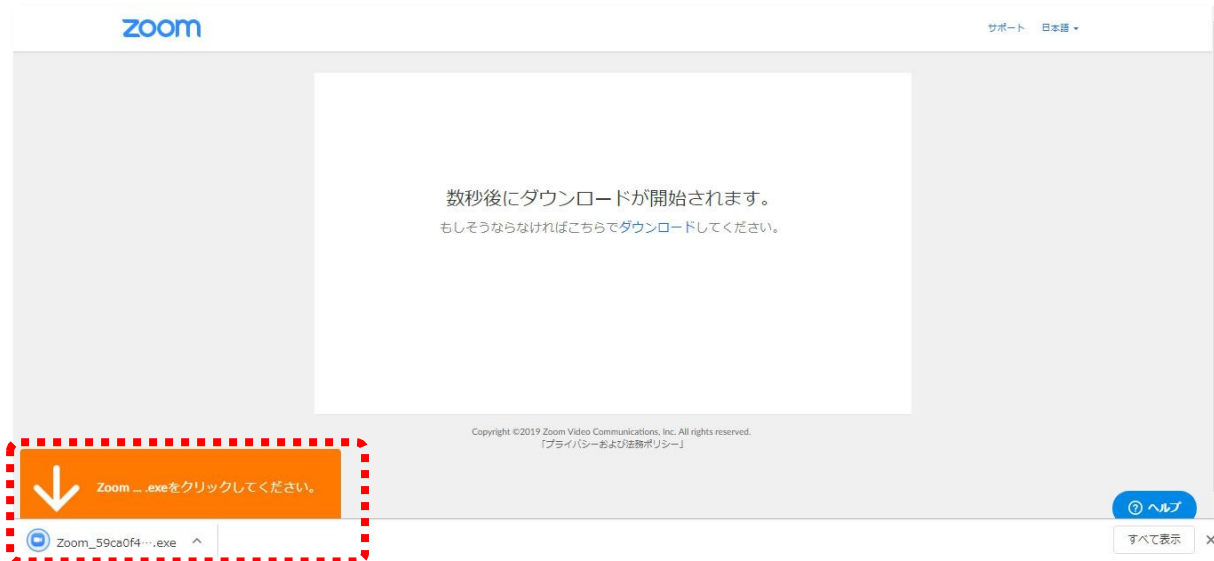 zoom
サポート 日本語
数秒後にダウンロードが開始されます。
もしそうならなければこちらでダウンロードしてください。
Copyright ©2019 Zoom Video Communications, Inc. All rights reserved.
「プライバシーおよび法務ポリシー」
Zoom ... .exeをクリックしてください。
? ヘルプ
Zoom_59ca0f4….exe
すべて表示